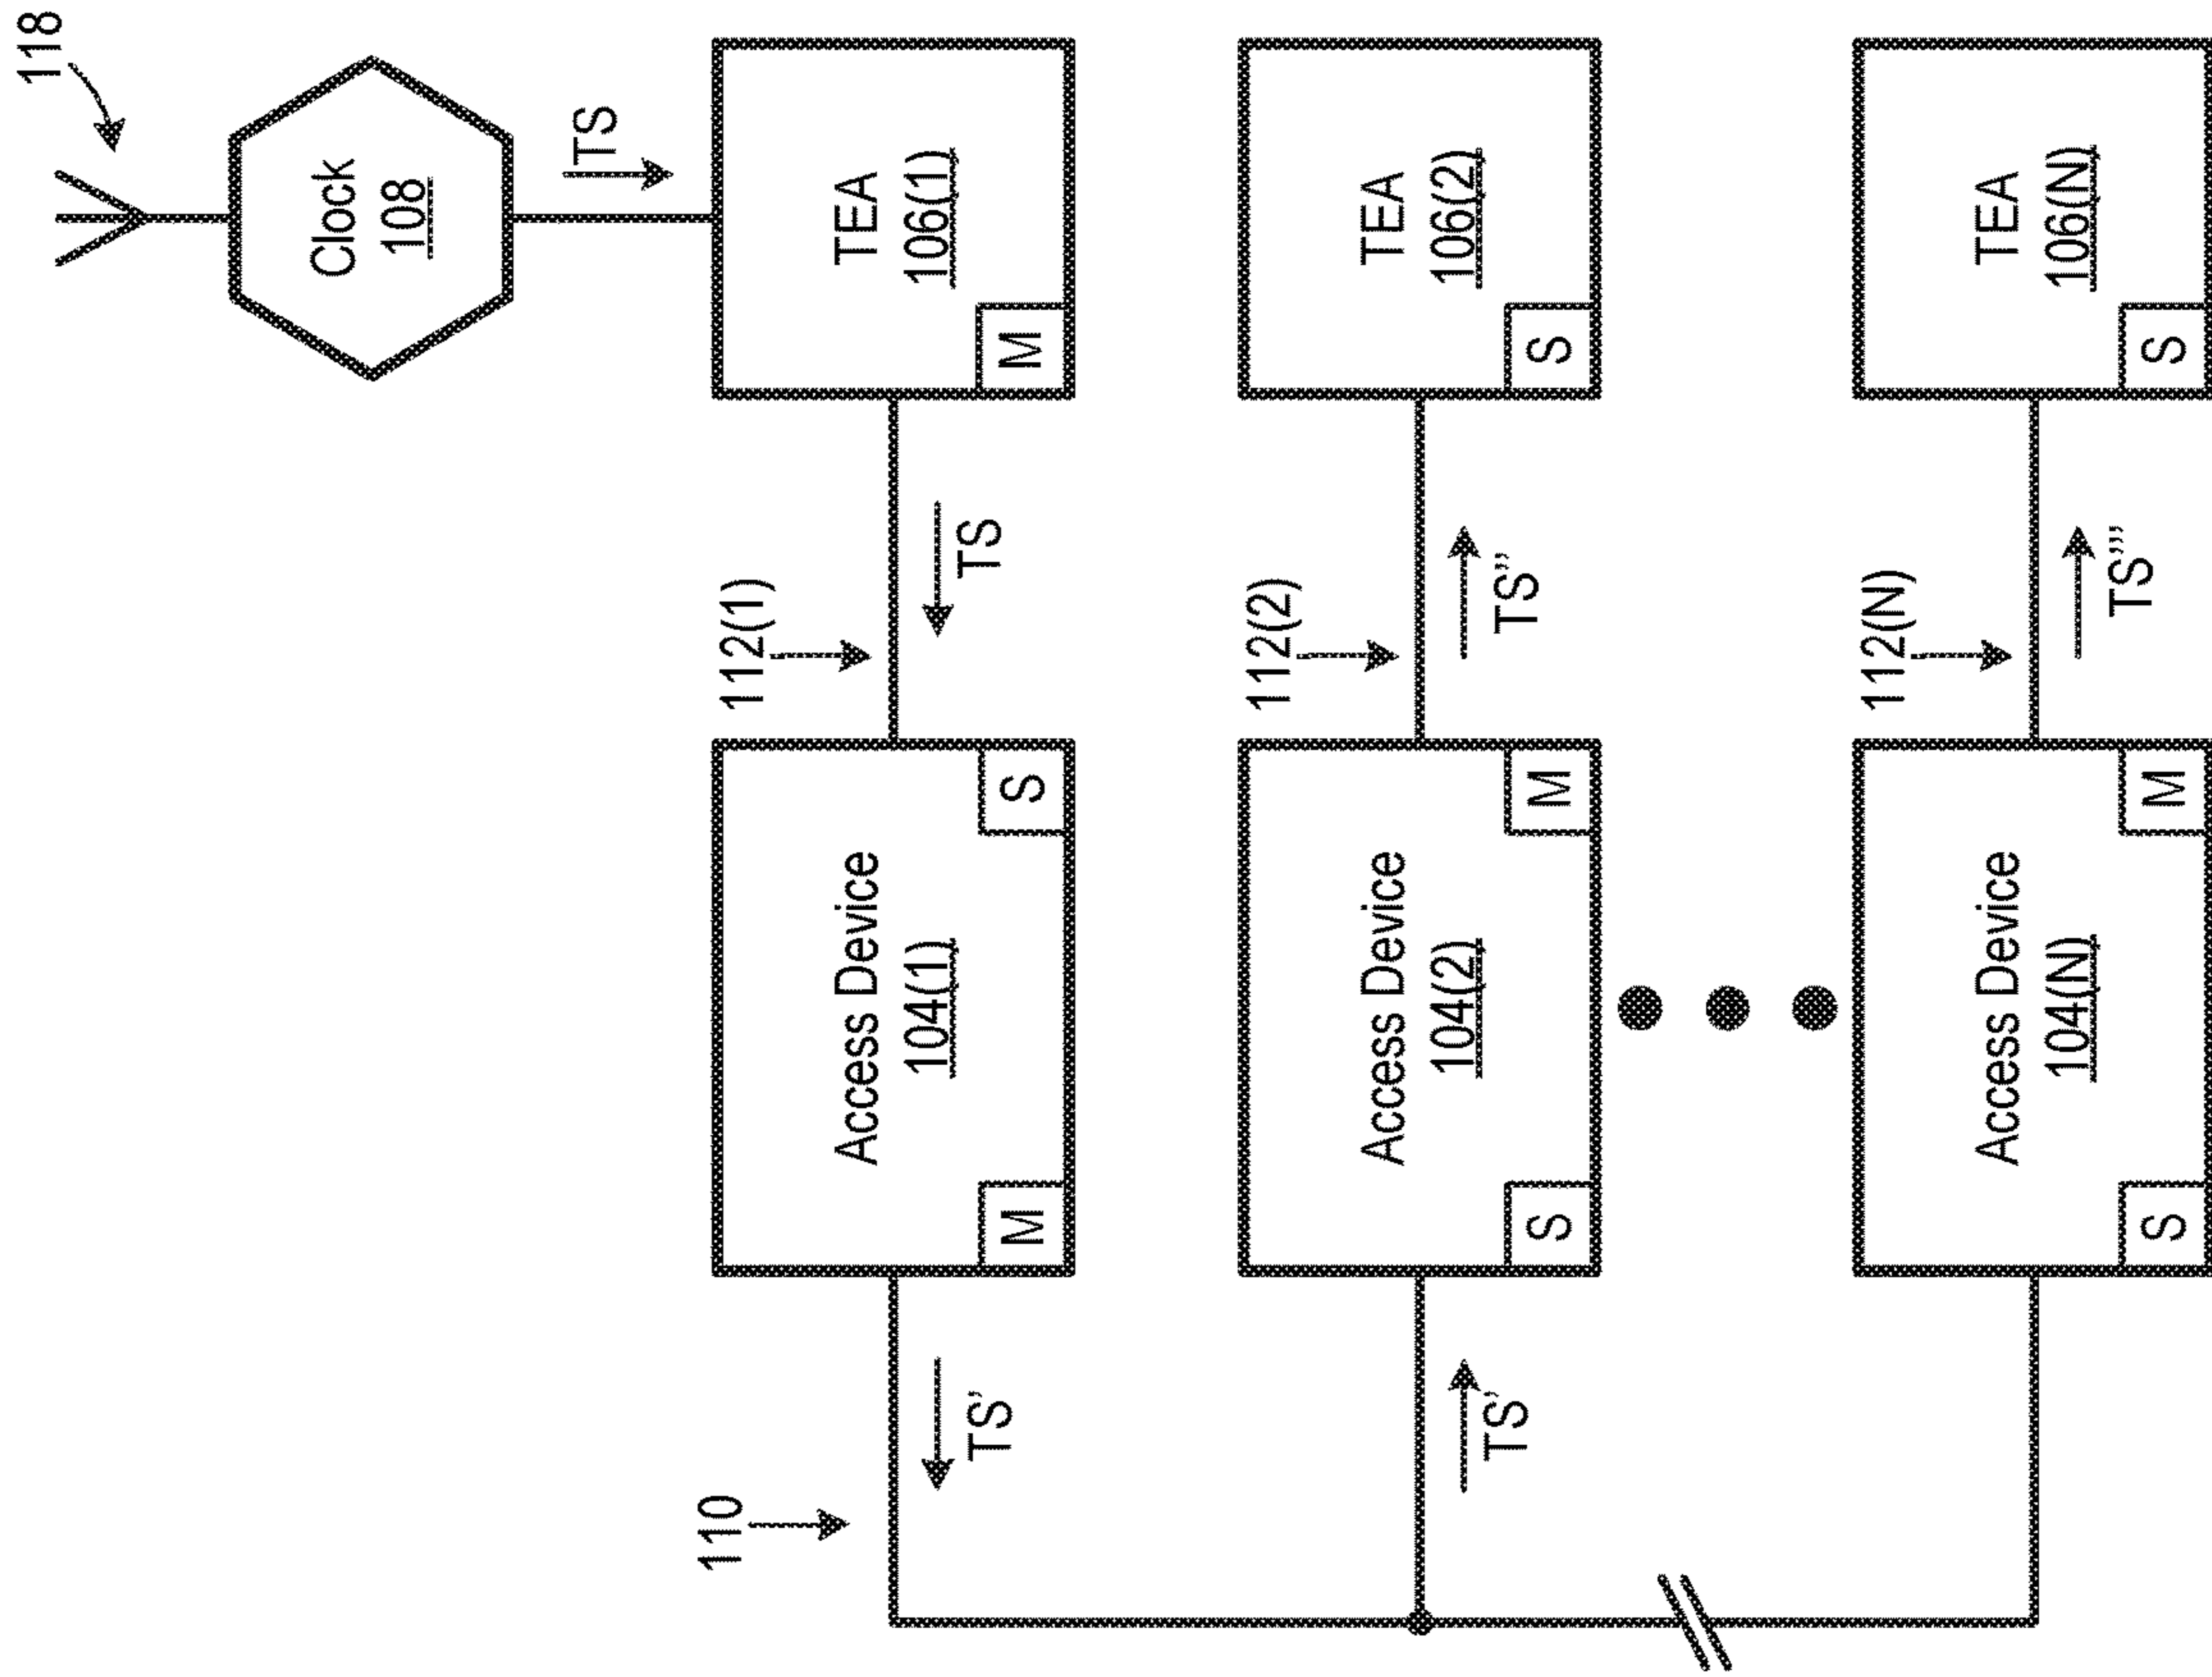 118
Clock
108
TS
110
112(1)
Access Device
104(1)
TEA
106(1)
M
S
M
TS'
TS
112(2)
Access Device
104(2)
TEA
106(2)
S
M
S
TS'
TS''
112(N)
Access Device
104(N)
TEA
106(N)
S
M
S
TS'''